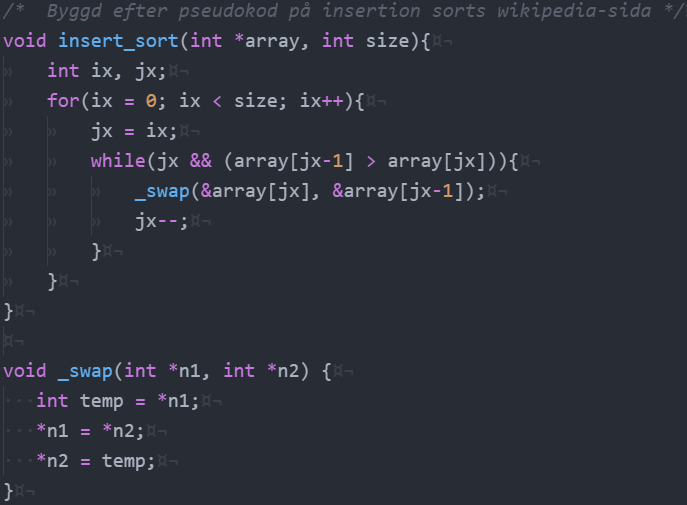 /*  Byggd efter pseudokod på insertion sorts wikipedia-sida */
void insert_sort(int *array, int size){¤¬
»   int ix, jx;¤¬
»   for(ix = 0; ix < size; ix++){¤¬
»   »   jx = ix;¤¬
»   »   while(jx && (array[jx-1] > array[jx])){¤¬
»   »   »   _swap(&array[jx], &array[jx-1]);¤¬
»   »   »   jx--;¤¬
»   »   }¤¬
»   }¤¬
}¤¬
¤¬
void _swap(int *n1, int *n2) {¤¬
···int temp = *n1;¤¬
···*n1 = *n2;¤¬
···*n2 = temp;¤¬
}¤¬